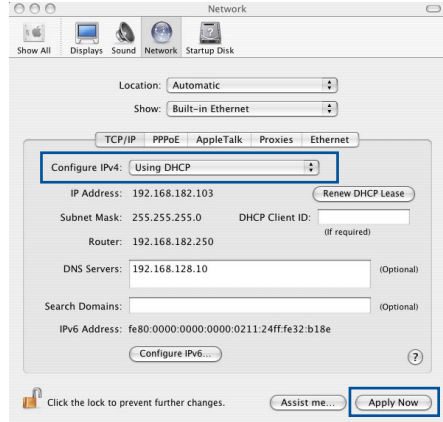 Network
Show All Displays Sound Network Startup Disk
Location: Automatic
Show: Built-in Ethernet
TCP/IP PPPoE AppleTalk Proxies Ethernet
Configure IPv4: Using DHCP
IP Address: 192.168.182.103 Renew DHCP Lease
Subnet Mask: 255.255.255.0 DHCP Client ID:
(If required)
Router: 192.168.182.250
DNS Servers: 192.168.128.10 (Optional)
Search Domains: (Optional)
IPv6 Address: fe80:0000:0000:0000:0211:24ff:fe32:b18e
Configure IPv6... ?
Click the lock to prevent further changes. Assist me... Apply Now